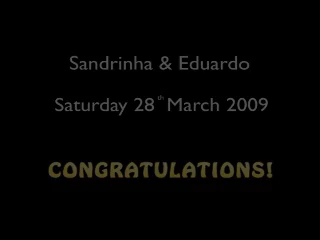 Sandrinha & Eduardo
Saturday 28th March 2009
CONGRATULATIONS!